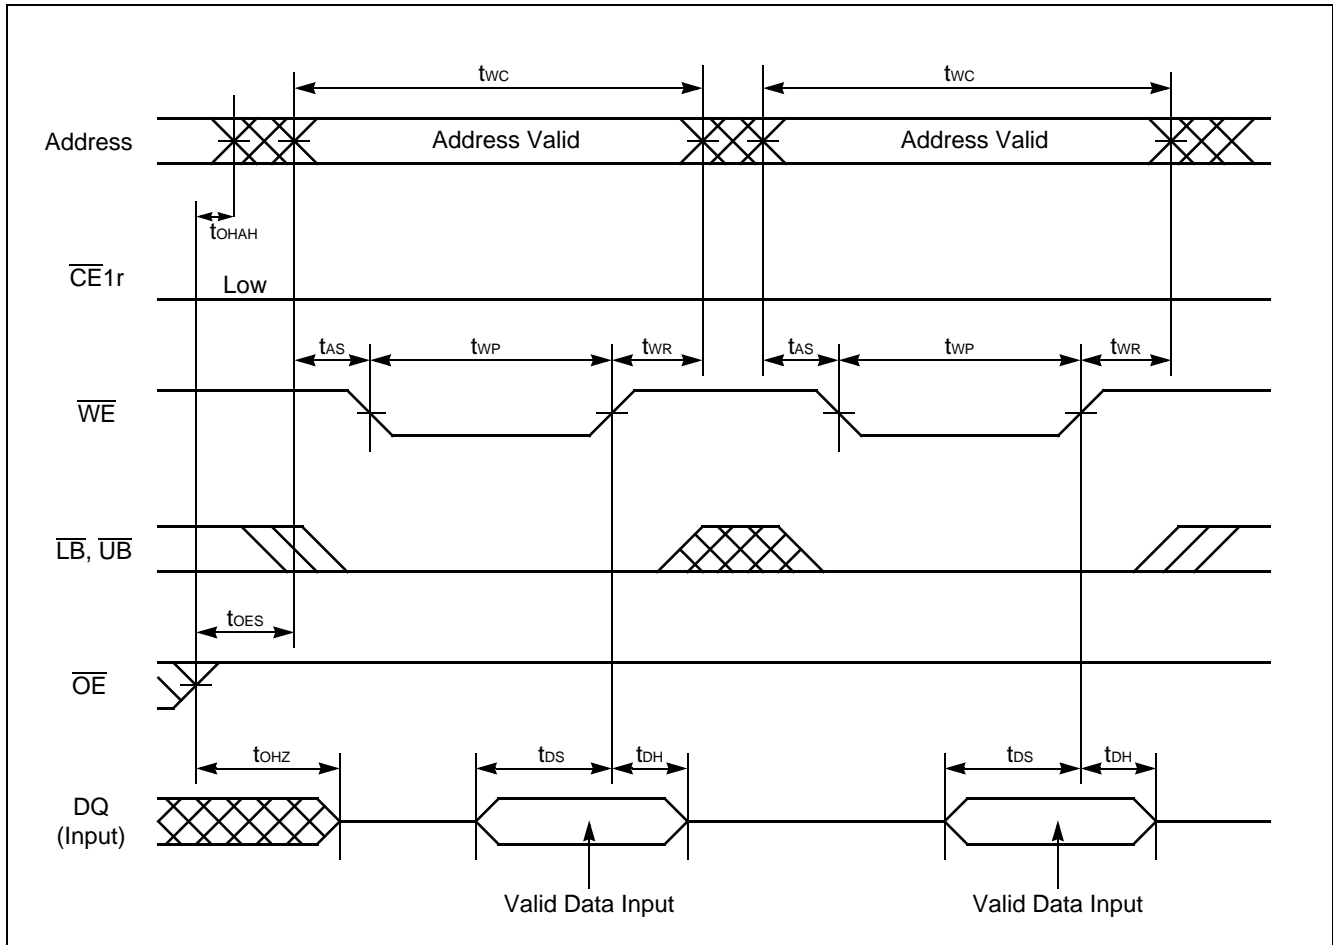 tWC tWC
Address Address Valid Address Valid
tOHAH
CE1r Low
tAS tWP tWR tAS tWP tWR
WE
LB, UB
tOES
OE
tOHZ tDS tDH tDS tDH
DQ
(Input)
Valid Data Input Valid Data Input